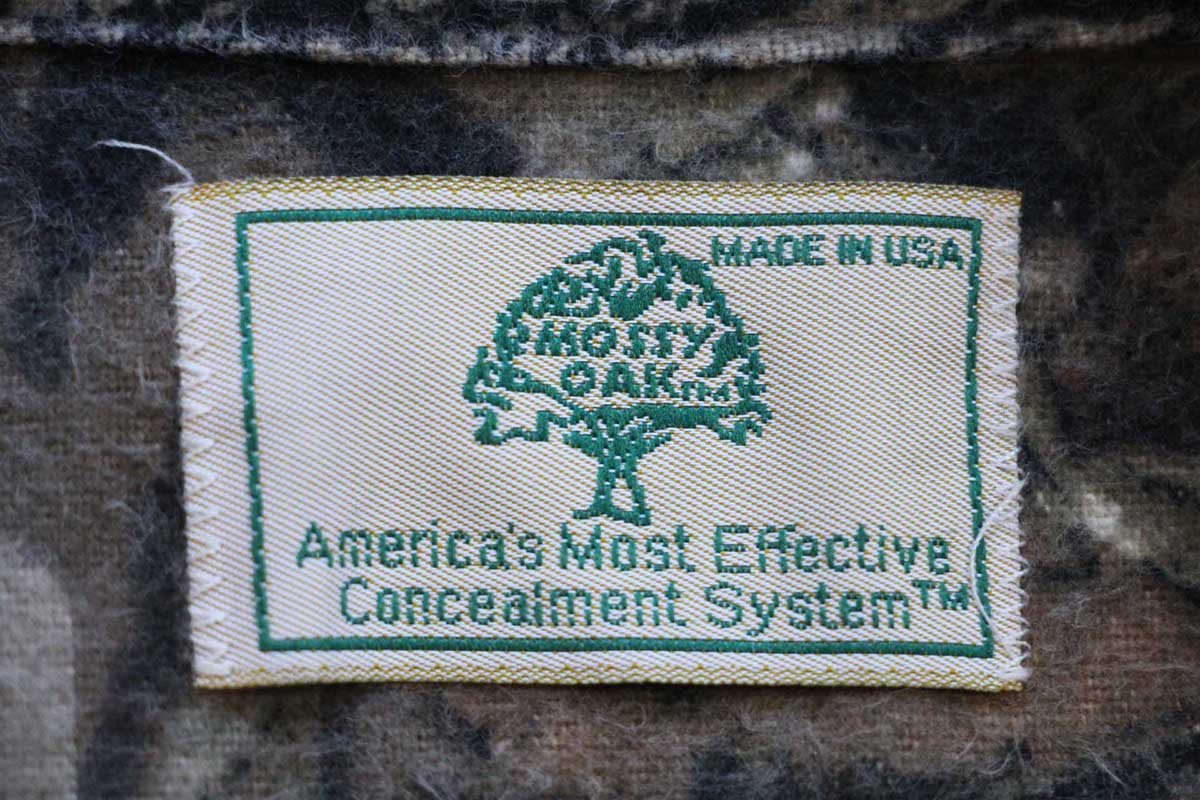 MADE IN USA
MOSSY
OAK TM
America's Most Effective
Concealment System™